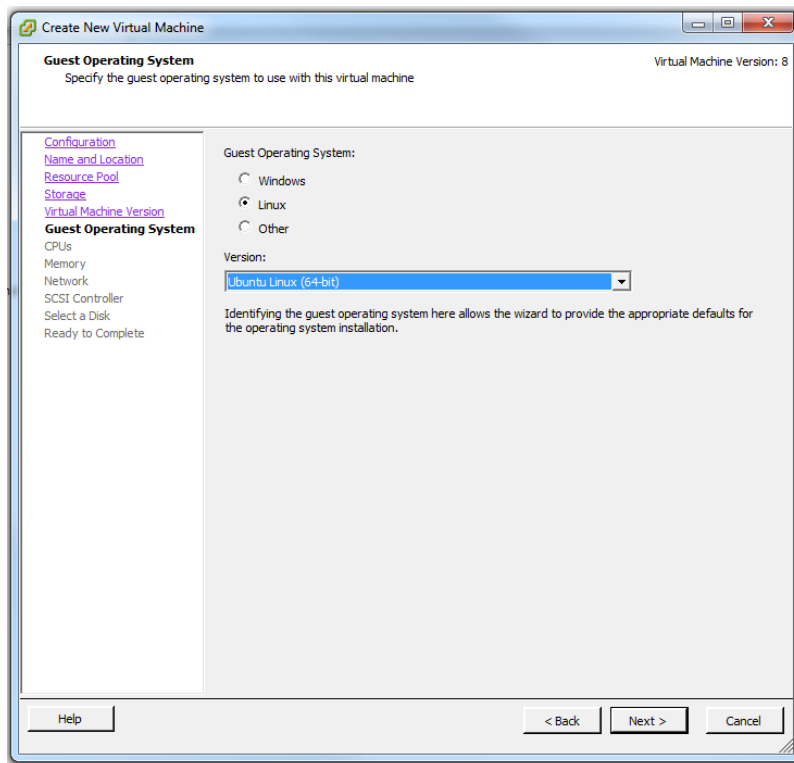 Create New Virtual Machine
Guest Operating System
Virtual Machine Version: 8
Specify the guest operating system to use with this virtual machine
Configuration
Name and Location
Resource Pool
Storage
Virtual Machine Version
Guest Operating System
CPUs
Memory
Network
SCSI Controller
Select a Disk
Ready to Complete
Guest Operating System:
Windows
Linux
Other
Version:
Ubuntu Linux (64-bit)
Identifying the guest operating system here allows the wizard to provide the appropriate defaults for
the operating system installation.
Help
< Back
Next >
Cancel